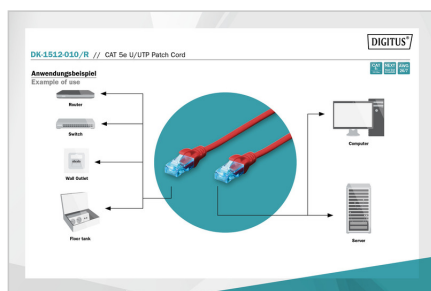 DIGITUS®
DK-1512-010/R // CAT 5e U/UTP Patch Cord
Anwendungsbeispiel
Example of use
Router
Switch
Wall Outlet
Floor tank
Computer
Server